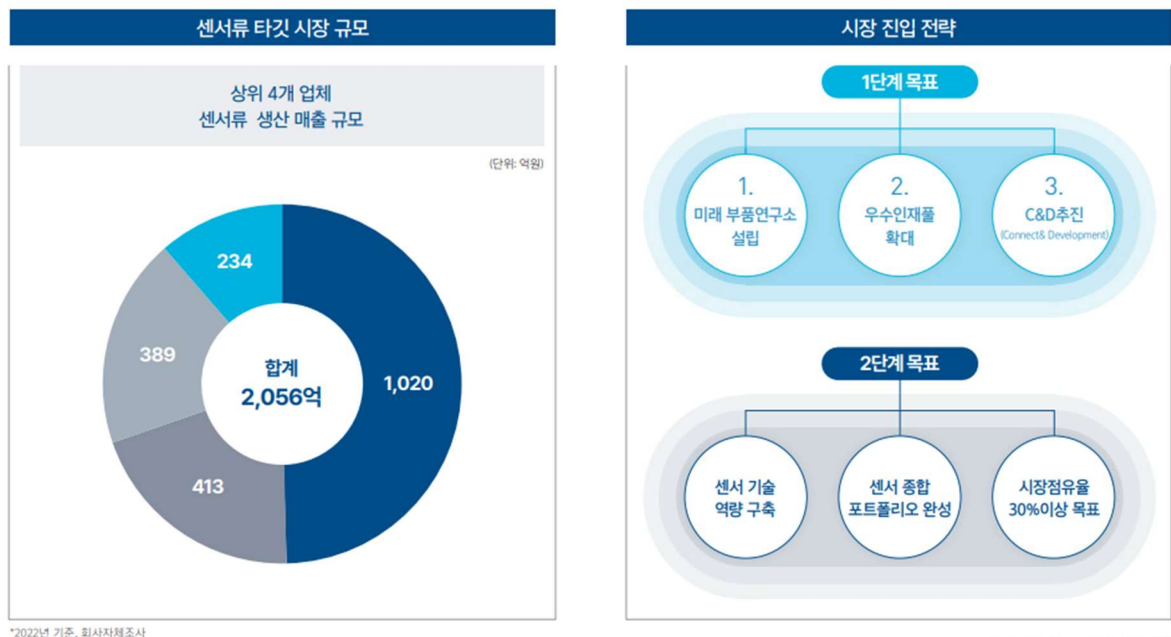 센서류 타깃 시장 규모
상위 4개 업체
센서류 생산 매출 규모
(단위: 억원)
234
389
413
1,020
합계
2,056억
*2022년 기준, 회사자체조사
시장 진입 전략
1단계 목표
1.
미래 부품연구소
설립
2.
우수인재풀
확대
3.
C&D추진
(Connect& Development)
2단계 목표
센서 기술
역량 구축
센서 종합
포트폴리오 완성
시장점유율
30%이상 목표